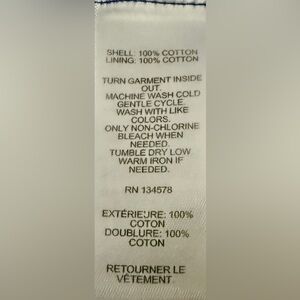 SHELL: 100% COTTON
LINING: 100% COTTON
TURN GARMENT INSIDE
OUT.
MACHINE WASH COLD
GENTLE CYCLE.
WASH WITH LIKE
COLORS.
ONLY NON-CHLORINE
BLEACH WHEN
NEEDED.
TUMBLE DRY LOW.
WARM IRON IF
NEEDED.
RN 134578
EXTÉRIEURE: 100%
COTON
DOUBLURE: 100%
COTON
RETOURNER LE
VÊTEMENT